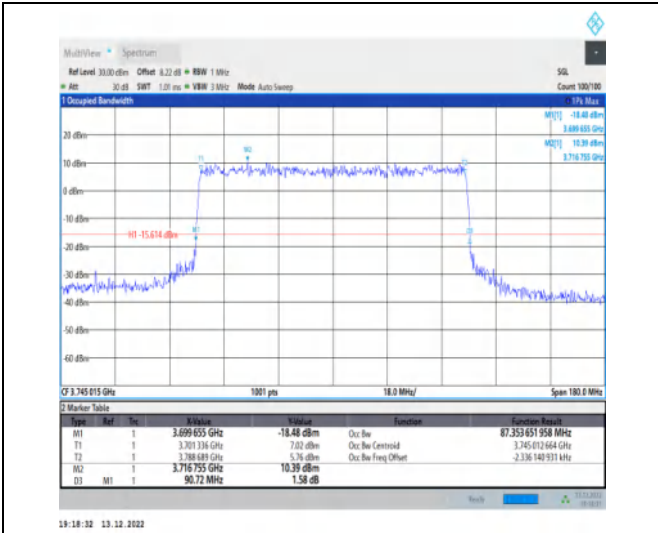 MultiView Spectrum
Ref Level 30.00 dBm Offset 8.22 dB RBW 1 MHz SGL
Att 30 dB SWT 1.01 ms VBW 3 MHz Mode Auto Sweep Count 100/100
1 Occupied Bandwidth 1Pk Max
M1[1] -18.48 dBm
3.699 655 GHz
M2[1] 10.39 dBm
3.716 755 GHz
20 dBm
M2
T1
10 dBm
0 dBm
-10 dBm
M1
H1 -15.614 dBm
D3
-20 dBm
-30 dBm
-40 dBm
-50 dBm
-60 dBm
CF 3.745 015 GHz 1001 pts 18.0 MHz/ Span 180.0 MHz
2 Marker Table
Type Ref Trc X-Value Y-Value Function Function Result
M1 1 3.699 655 GHz -18.48 dBm Occ Bw 87.353 651 958 MHz
T1 1 3.701 336 GHz 7.02 dBm Occ Bw Centroid 3.745 012 664 GHz
T2 1 3.788 689 GHz 5.76 dBm Occ Bw Freq Offset -2.336 140 931 kHz
M2 1 3.716 755 GHz 10.39 dBm
D3 M1 1 90.72 MHz 1.58 dB
Ready 13.12.2022
19:18:32 13.12.2022